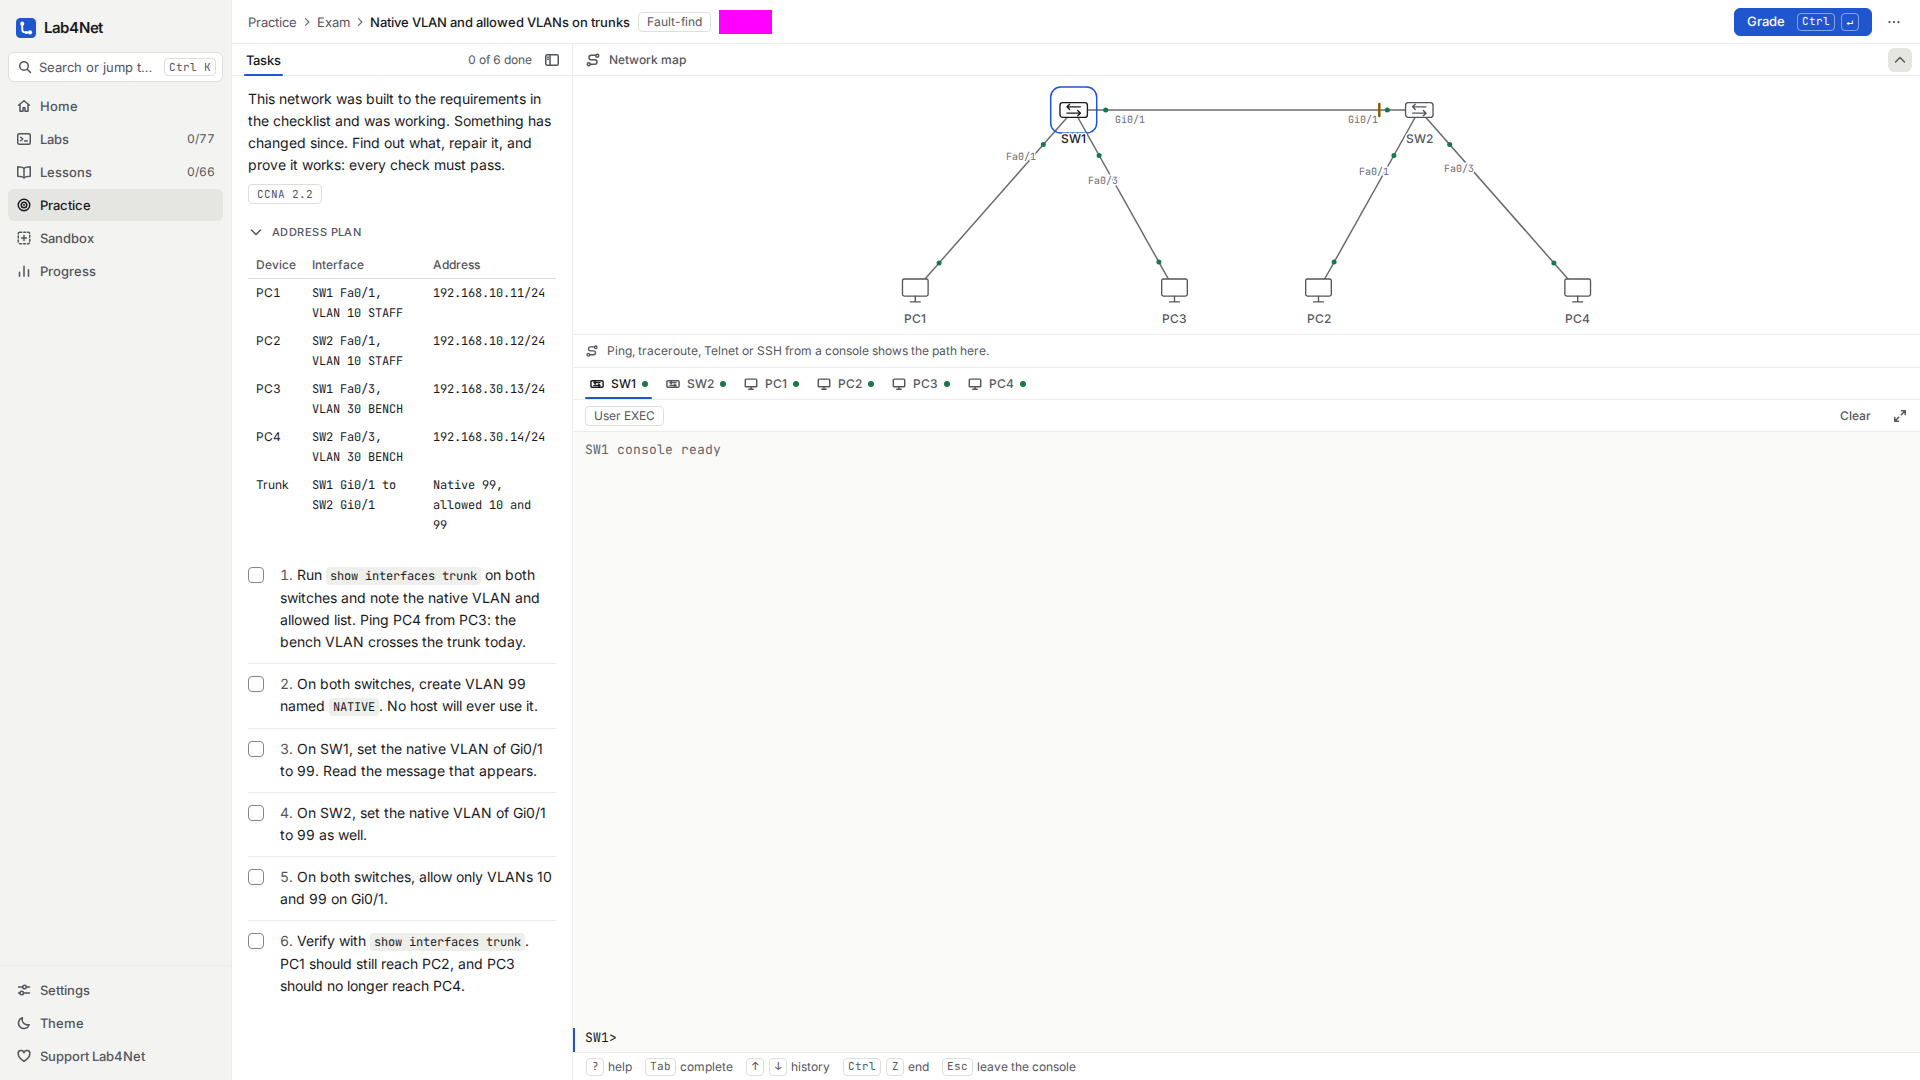 Lab4Net
Search or jump t... Ctrl K
Home
Labs 0/77
Lessons 0/66
Practice
Sandbox
Progress
Settings
Theme
Support Lab4Net
Practice > Exam > Native VLAN and allowed VLANs on trunks Fault-find
Grade Ctrl ↵
Tasks 0 of 6 done
This network was built to the requirements in
the checklist and was working. Something has
changed since. Find out what, repair it, and
prove it works: every check must pass.
CCNA 2.2
ADDRESS PLAN
Device Interface Address
PC1 SW1 Fa0/1, 192.168.10.11/24
VLAN 10 STAFF
PC2 SW2 Fa0/1, 192.168.10.12/24
VLAN 10 STAFF
PC3 SW1 Fa0/3, 192.168.30.13/24
VLAN 30 BENCH
PC4 SW2 Fa0/3, 192.168.30.14/24
VLAN 30 BENCH
Trunk SW1 Gi0/1 to Native 99,
SW2 Gi0/1 allowed 10 and
99
1. Run show interfaces trunk on both
switches and note the native VLAN and
allowed list. Ping PC4 from PC3: the
bench VLAN crosses the trunk today.
2. On both switches, create VLAN 99
named NATIVE. No host will ever use it.
3. On SW1, set the native VLAN of Gi0/1
to 99. Read the message that appears.
4. On SW2, set the native VLAN of Gi0/1
to 99 as well.
5. On both switches, allow only VLANs 10
and 99 on Gi0/1.
6. Verify with show interfaces trunk.
PC1 should still reach PC2, and PC3
should no longer reach PC4.
Network map
Gi0/1 Gi0/1
SW1 SW2
Fa0/1 Fa0/3 Fa0/1 Fa0/3
PC1 PC3 PC2 PC4
Ping, traceroute, Telnet or SSH from a console shows the path here.
SW1 SW2 PC1 PC2 PC3 PC4
User EXEC Clear
SW1 console ready
SW1>
? help Tab complete ↑ ↓ history Ctrl Z end Esc leave the console